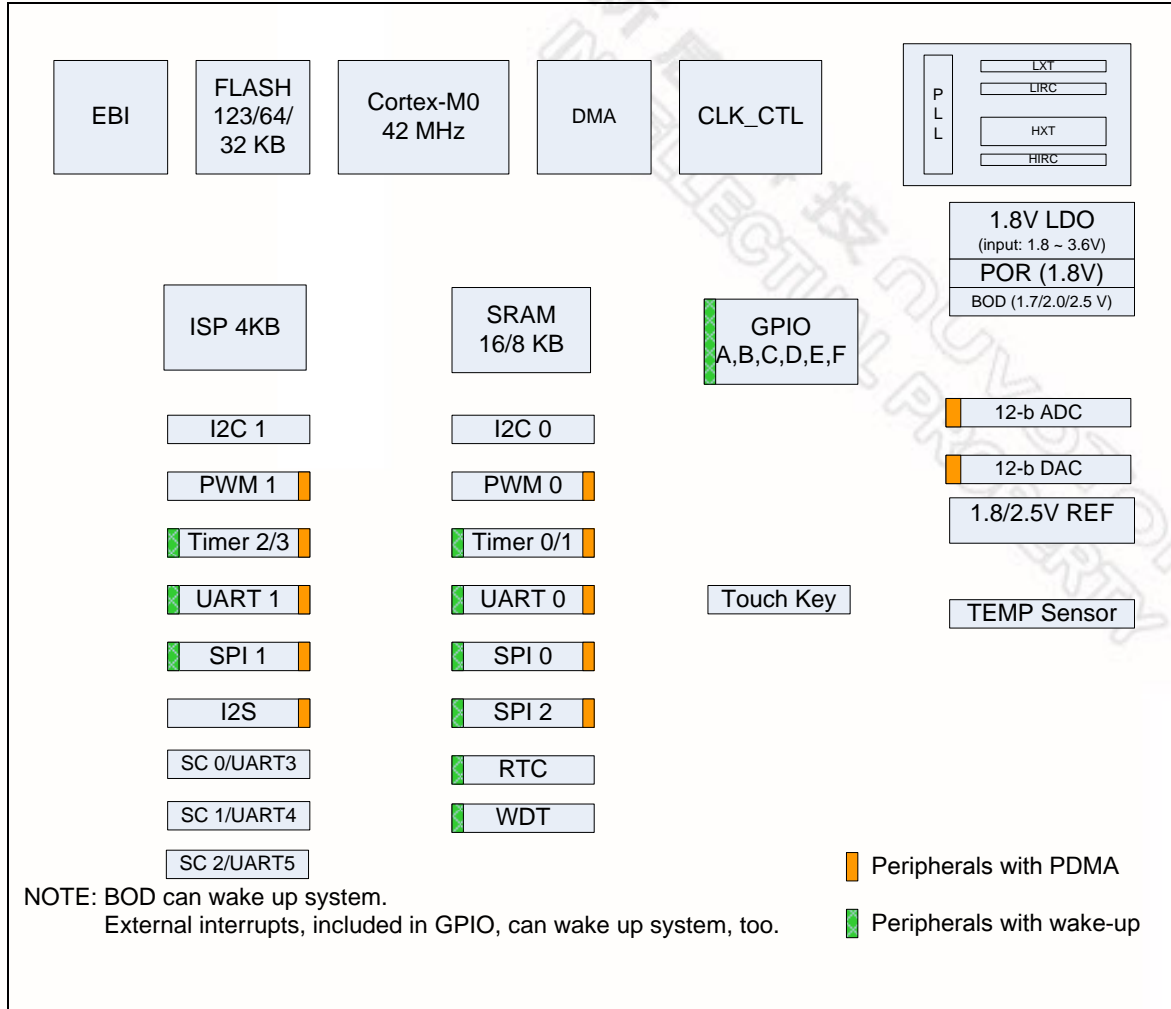 EBI
FLASH
123/64/
32 KB
Cortex-M0
42 MHz
DMA
CLK_CTL
P
L
L
LXT
LIRC
HXT
HIRC
1.8V LDO
(input: 1.8 ~ 3.6V)
POR (1.8V)
BOD (1.7/2.0/2.5 V)
ISP 4KB
SRAM
16/8 KB
GPIO
A,B,C,D,E,F
I2C 1
I2C 0
12-b ADC
PWM 1
PWM 0
12-b DAC
1.8/2.5V REF
Timer 2/3
Timer 0/1
UART 1
UART 0
Touch Key
TEMP Sensor
SPI 1
SPI 0
I2S
SPI 2
SC 0/UART3
RTC
SC 1/UART4
WDT
SC 2/UART5
Peripherals with PDMA
NOTE: BOD can wake up system.
External interrupts, included in GPIO, can wake up system, too.
Peripherals with wake-up
技 NUVOTON
INTELLECTUAL PROPERTY